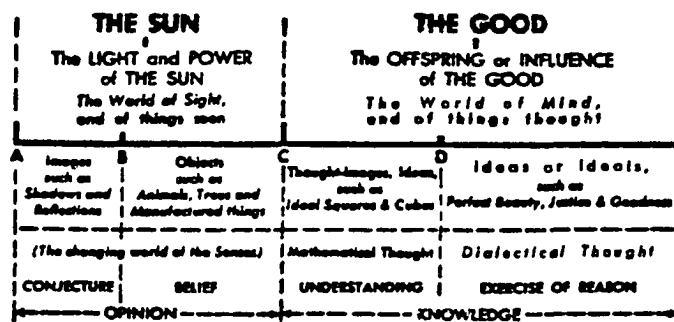 THE SUN
The LIGHT and POWER
of THE SUN
The World of Sight,
and of things seen
THE GOOD
The OFFSPRING or INFLUENCE
of THE GOOD
The World of Mind,
and of things thought
A B C D
Images
such as
Shadows and
Reflections
Objects
such as
Animals, Trees and
Manufactured things
Thought-Images, Ideas,
such as
Ideal Squares & Cubes
Ideas or Ideals,
such as
Perfect Beauty, Justice & Goodness
(The changing world of the Senses)
Mathematical Thought
Dialectical Thought
CONJECTURE
BELIEF
UNDERSTANDING
EXERCISE OF REASON
OPINION
KNOWLEDGE